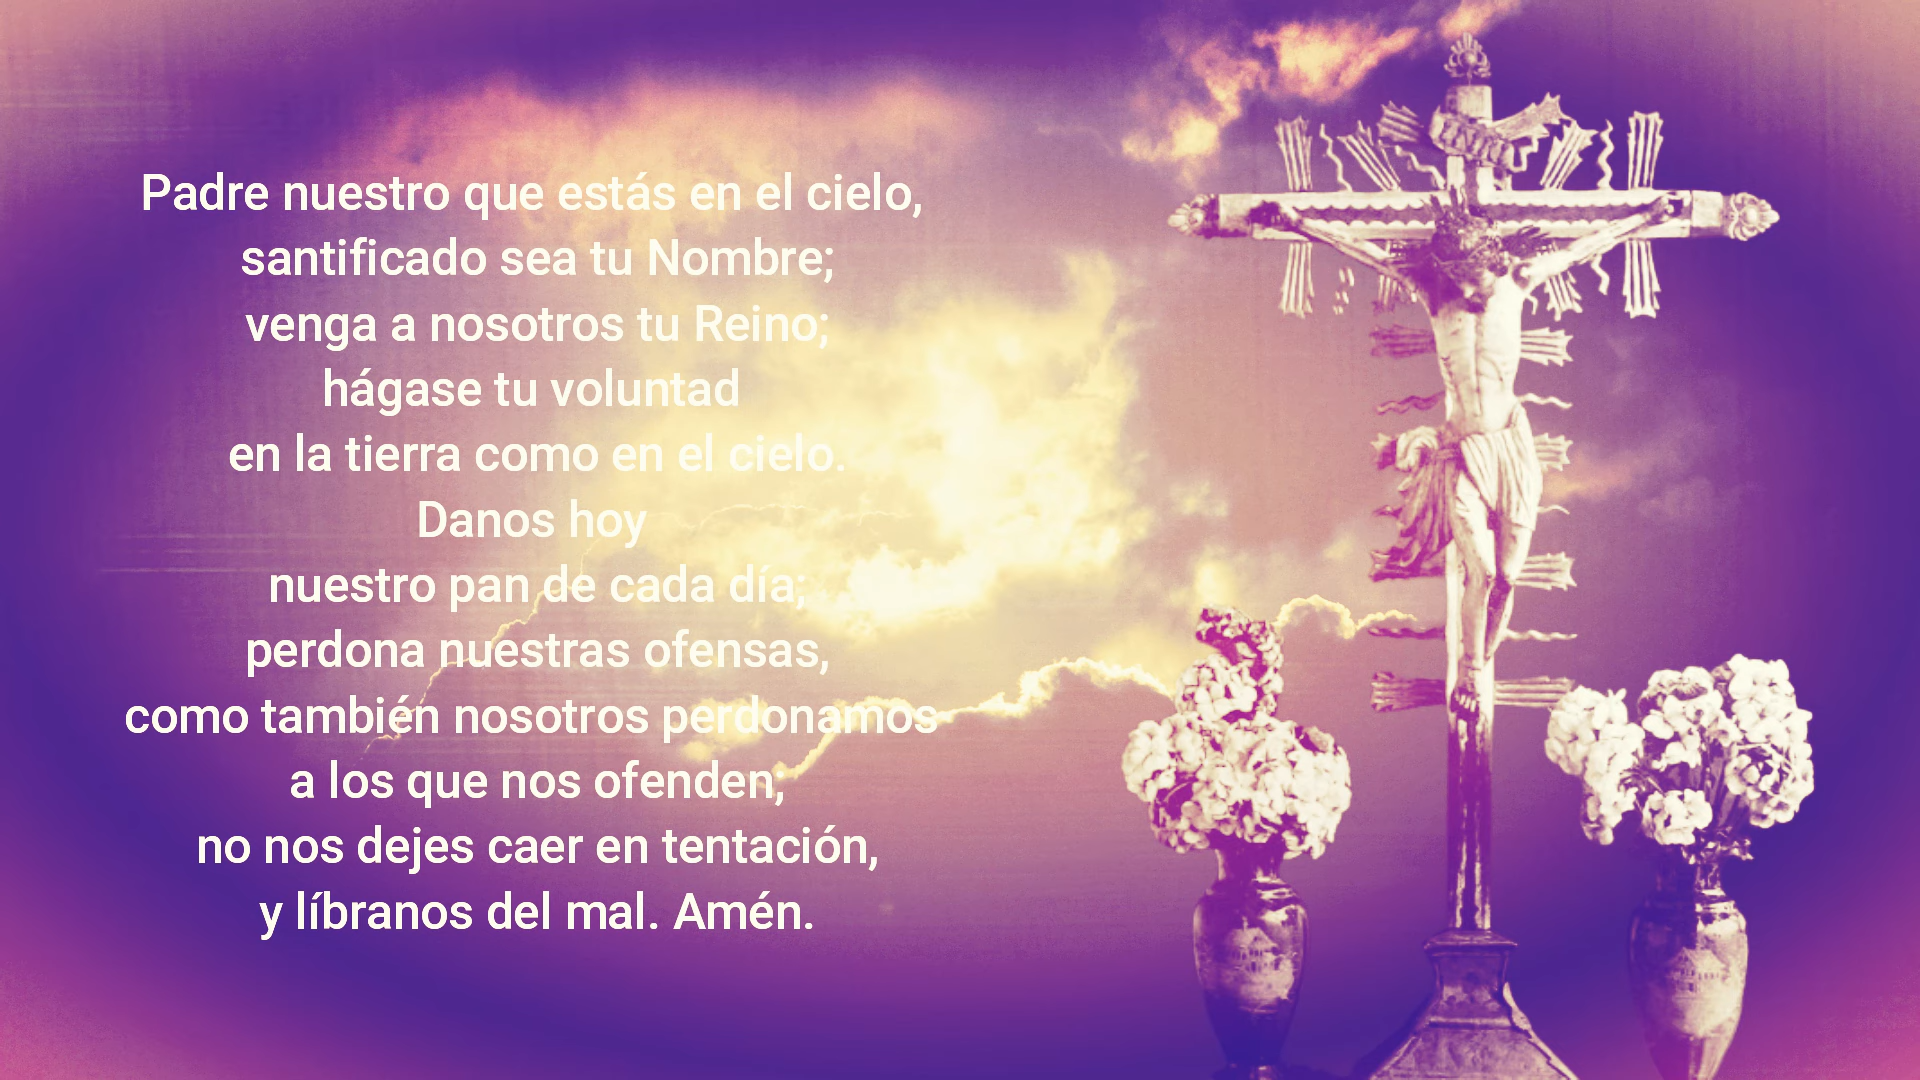 Padre nuestro que estás en el cielo,
santificado sea tu Nombre;
venga a nosotros tu Reino;
hágase tu voluntad
en la tierra como en el cielo.
Danos hoy
nuestro pan de cada día;
perdona nuestras ofensas,
como también nosotros perdonamos
a los que nos ofenden;
no nos dejes caer en tentación,
y líbranos del mal. Amén.